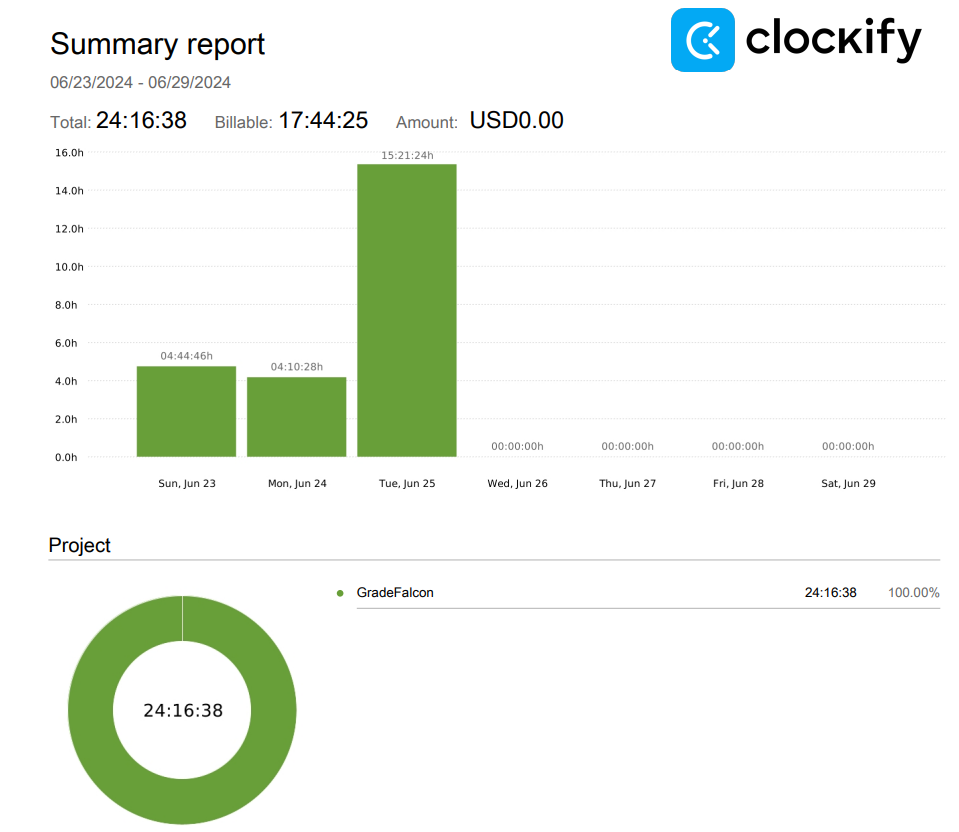 Summary report
clockify
06/23/2024 - 06/29/2024
Total: 24:16:38 Billable: 17:44:25 Amount: USD0.00
16.0h
15:21:24h
14.0h
12.0h
10.0h
8.0h
6.0h
04:44:46h
04:10:28h
4.0h
2.0h
00:00:00h 00:00:00h 00:00:00h 00:00:00h
0.0h
Sun, Jun 23 Mon, Jun 24 Tue, Jun 25 Wed, Jun 26 Thu, Jun 27 Fri, Jun 28 Sat, Jun 29
Project
GradeFalcon 24:16:38 100.00%
24:16:38